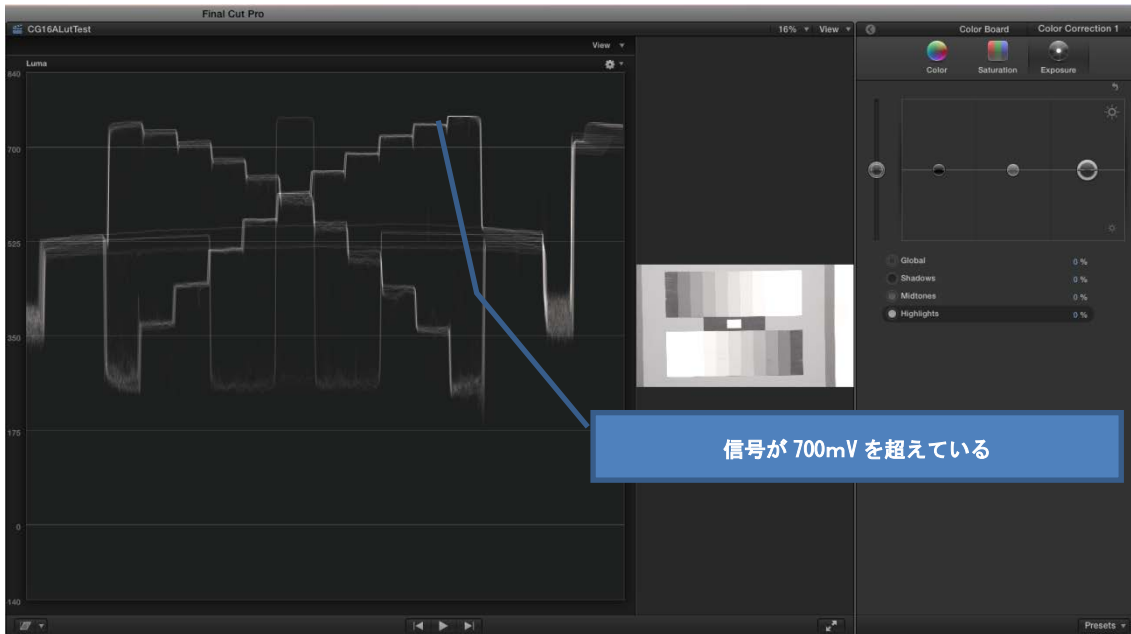 Final Cut Pro
CG16ALutTest
16% View
Color Board Color Correction 1
View
Luma
840
700
525
350
175
0
-140
Color Saturation Exposure
Global 0 %
Shadows 0 %
Midtones 0 %
Highlights 0 %
信号が 700mV を超えている
Presets